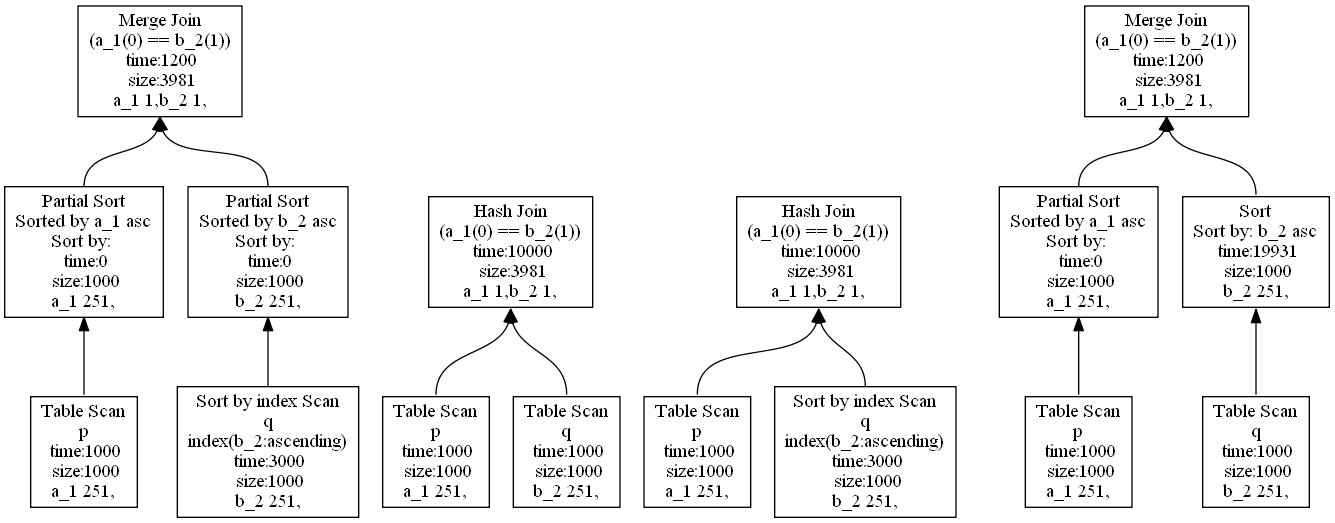 Merge Join
(a_1(0) == b_2(1))
time:1200
size:3981
a_1 1,b_2 1,
Partial Sort
Sorted by a_1 asc
Sort by:
time:0
size:1000
a_1 251,
Partial Sort
Sorted by b_2 asc
Sort by:
time:0
size:1000
b_2 251,
Table Scan
p
time:1000
size:1000
a_1 251,
Sort by index Scan
q
index(b_2:ascending)
time:3000
size:1000
b_2 251,
Hash Join
(a_1(0) == b_2(1))
time:10000
size:3981
a_1 1,b_2 1,
Table Scan
p
time:1000
size:1000
a_1 251,
Table Scan
q
time:1000
size:1000
b_2 251,
Hash Join
(a_1(0) == b_2(1))
time:10000
size:3981
a_1 1,b_2 1,
Table Scan
p
time:1000
size:1000
a_1 251,
Sort by index Scan
q
index(b_2:ascending)
time:3000
size:1000
b_2 251,
Merge Join
(a_1(0) == b_2(1))
time:1200
size:3981
a_1 1,b_2 1,
Partial Sort
Sorted by a_1 asc
Sort by:
time:0
size:1000
a_1 251,
Sort
Sort by: b_2 asc
time:19931
size:1000
b_2 251,
Table Scan
p
time:1000
size:1000
a_1 251,
Table Scan
q
time:1000
size:1000
b_2 251,